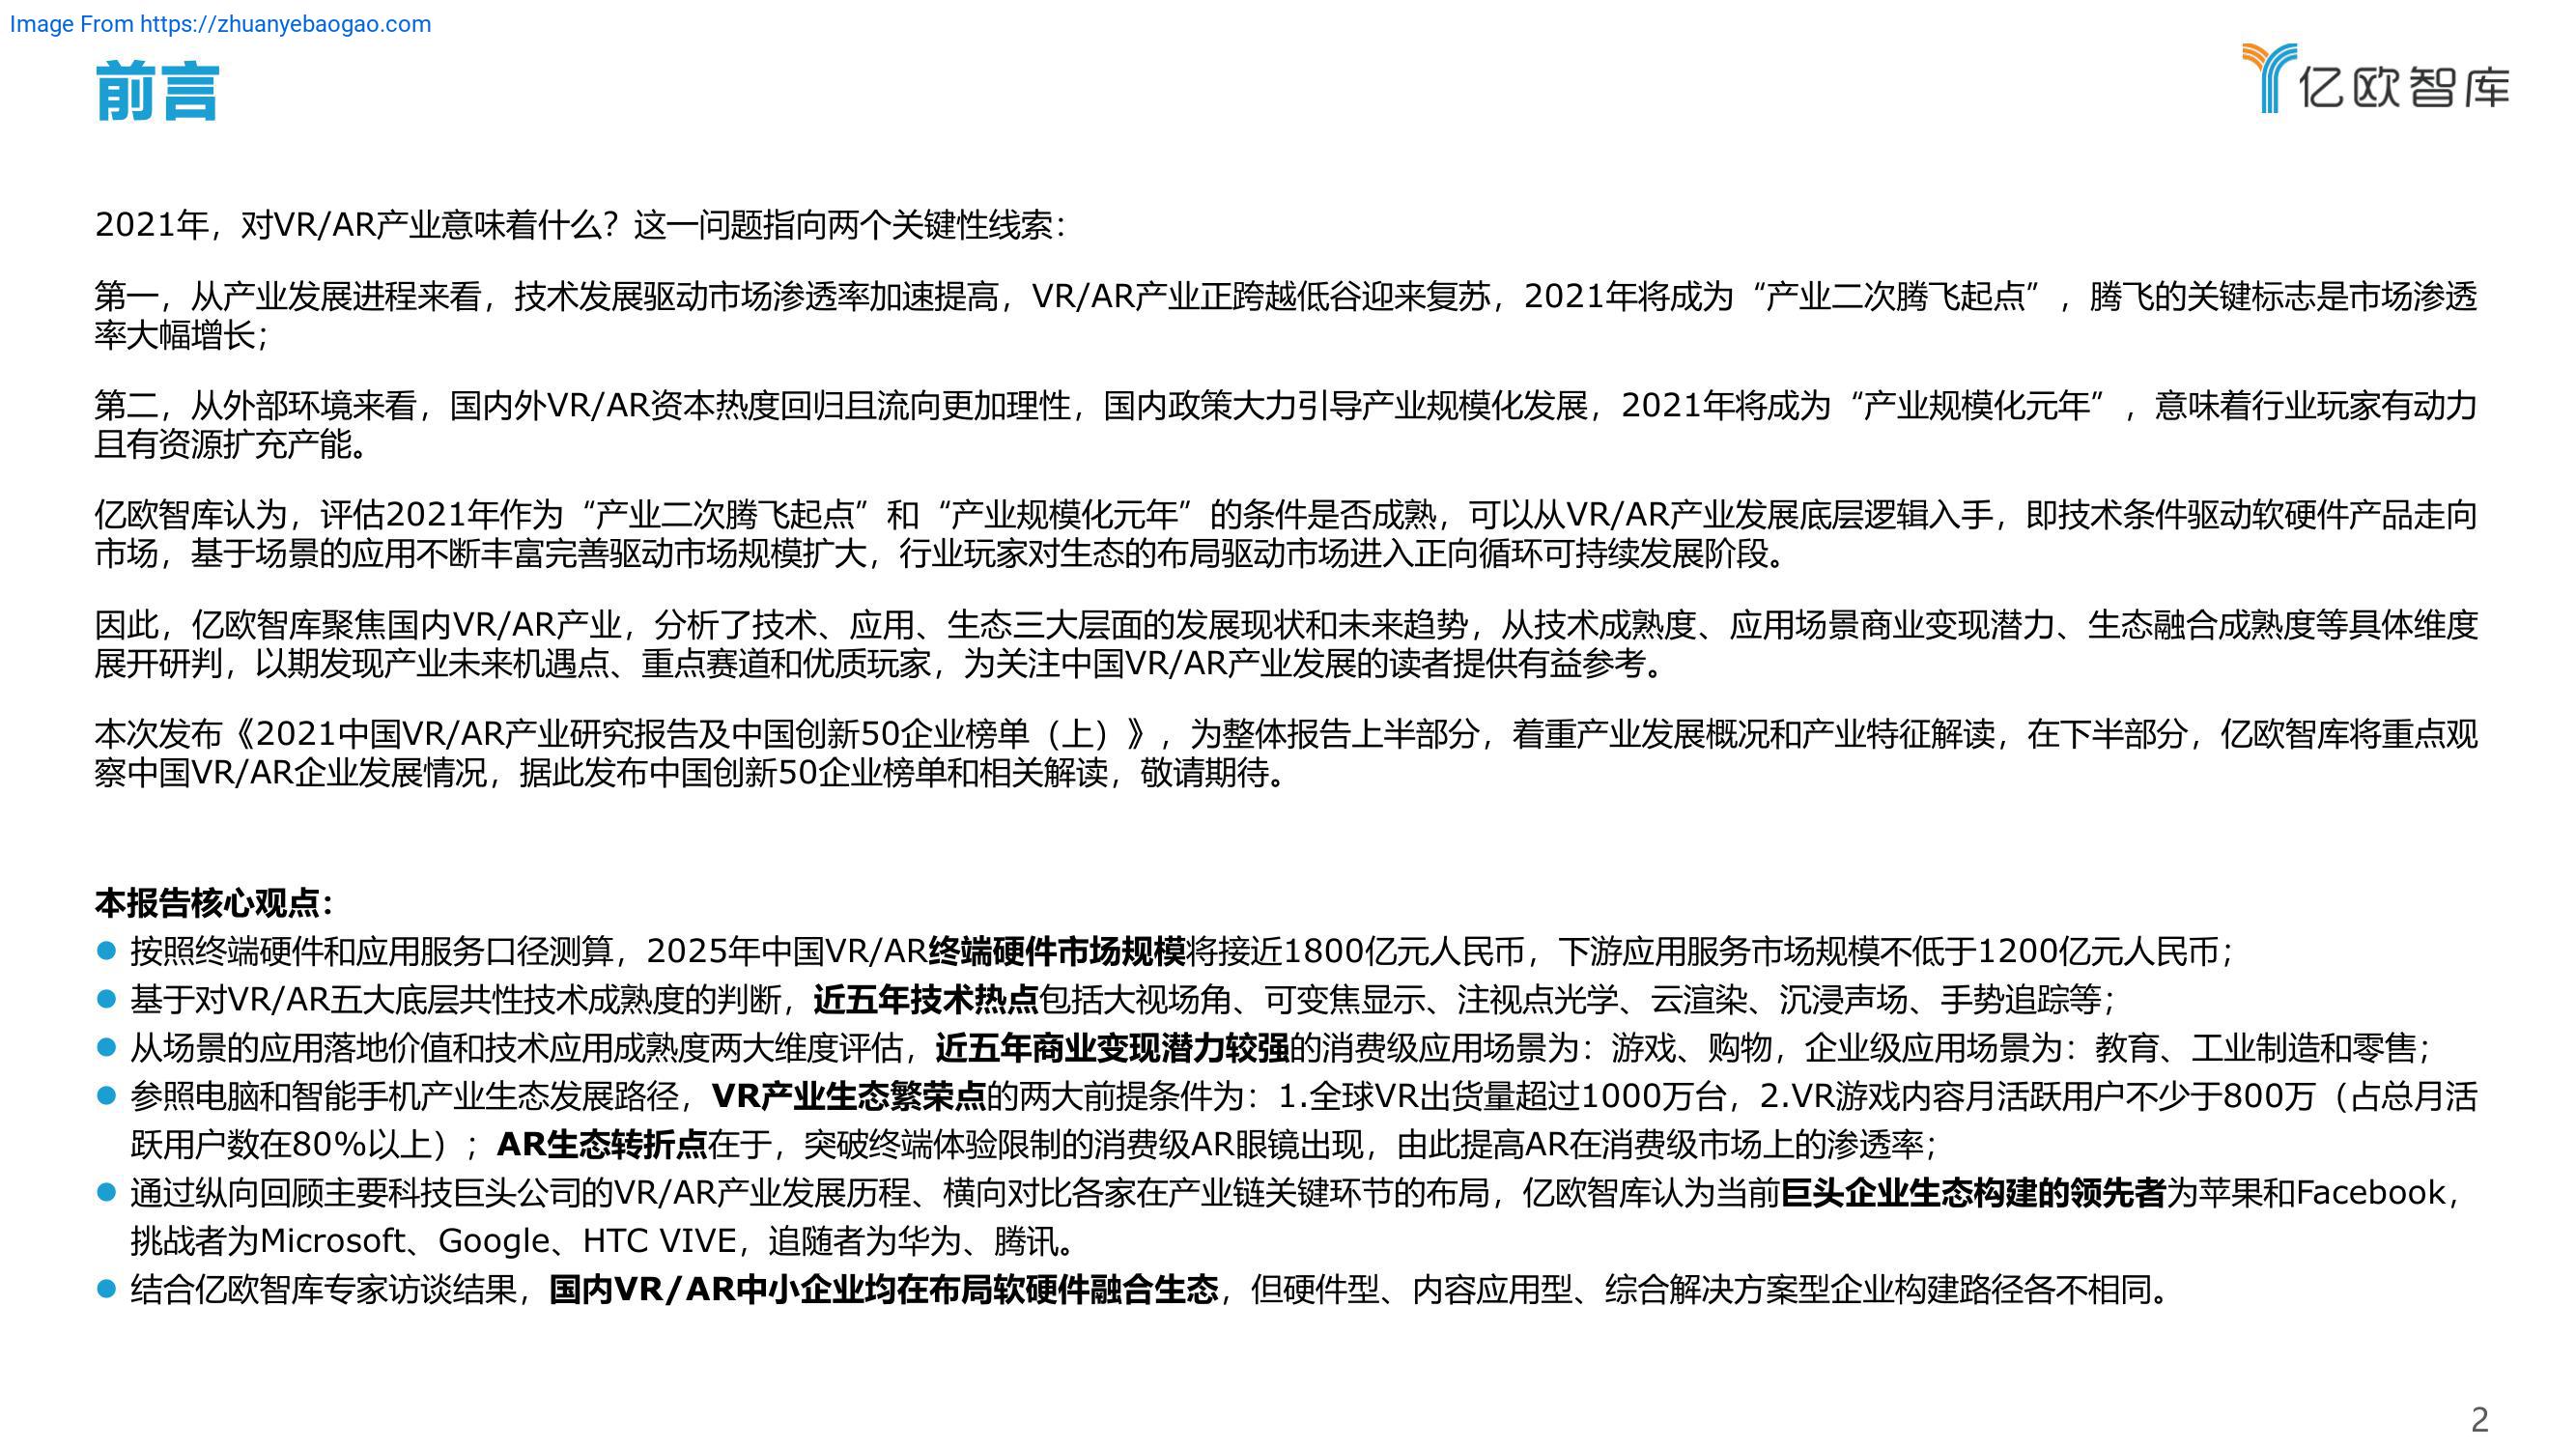 Image From https://zhuanyebaogao.com
前言
亿欧智库
2021年，对VR/AR产业意味着什么？这一问题指向两个关键性线索：
第一，从产业发展进程来看，技术发展驱动市场渗透率加速提高，VR/AR产业正跨越低谷迎来复苏，2021年将成为“产业二次腾飞起点”，腾飞的关键标志是市场渗透
率大幅增长；
第二，从外部环境来看，国内外VR/AR资本热度回归且流向更加理性，国内政策大力引导产业规模化发展，2021年将成为“产业规模化元年”，意味着行业玩家有动力
且有资源扩充产能。
亿欧智库认为，评估2021年作为“产业二次腾飞起点”和“产业规模化元年”的条件是否成熟，可以从VR/AR产业发展底层逻辑入手，即技术条件驱动软硬件产品走向
市场，基于场景的应用不断丰富完善驱动市场规模扩大，行业玩家对生态的布局驱动市场进入正向循环可持续发展阶段。
因此，亿欧智库聚焦国内VR/AR产业，分析了技术、应用、生态三大层面的发展现状和未来趋势，从技术成熟度、应用场景商业变现潜力、生态融合成熟度等具体维度
展开研判，以期发现产业未来机遇点、重点赛道和优质玩家，为关注中国VR/AR产业发展的读者提供有益参考。
本次发布《2021中国VR/AR产业研究报告及中国创新50企业榜单（上）》，为整体报告上半部分，着重产业发展概况和产业特征解读，在下半部分，亿欧智库将重点观
察中国VR/AR企业发展情况，据此发布中国创新50企业榜单和相关解读，敬请期待。
本报告核心观点：
● 按照终端硬件和应用服务口径测算，2025年中国VR/AR终端硬件市场规模将接近1800亿元人民币，下游应用服务市场规模不低于1200亿元人民币；
● 基于对VR/AR五大底层共性技术成熟度的判断，近五年技术热点包括大视场角、可变焦显示、注视点光学、云渲染、沉浸声场、手势追踪等；
● 从场景的应用落地价值和技术应用成熟度两大维度评估，近五年商业变现潜力较强的消费级应用场景为：游戏、购物，企业级应用场景为：教育、工业制造和零售；
● 参照电脑和智能手机产业生态发展路径，VR产业生态繁荣点的两大前提条件为：1.全球VR出货量超过1000万台，2.VR游戏内容月活跃用户不少于800万（占总月活
跃用户数在80%以上）；AR生态转折点在于，突破终端体验限制的消费级AR眼镜出现，由此提高AR在消费级市场上的渗透率；
● 通过纵向回顾主要科技巨头公司的VR/AR产业发展历程、横向对比各家在产业链关键环节的布局，亿欧智库认为当前巨头企业生态构建的领先者为苹果和Facebook，
挑战者为Microsoft、Google、HTC VIVE，追随者为华为、腾讯。
● 结合亿欧智库专家访谈结果，国内VR/AR中小企业均在布局软硬件融合生态，但硬件型、内容应用型、综合解决方案型企业构建路径各不相同。
2